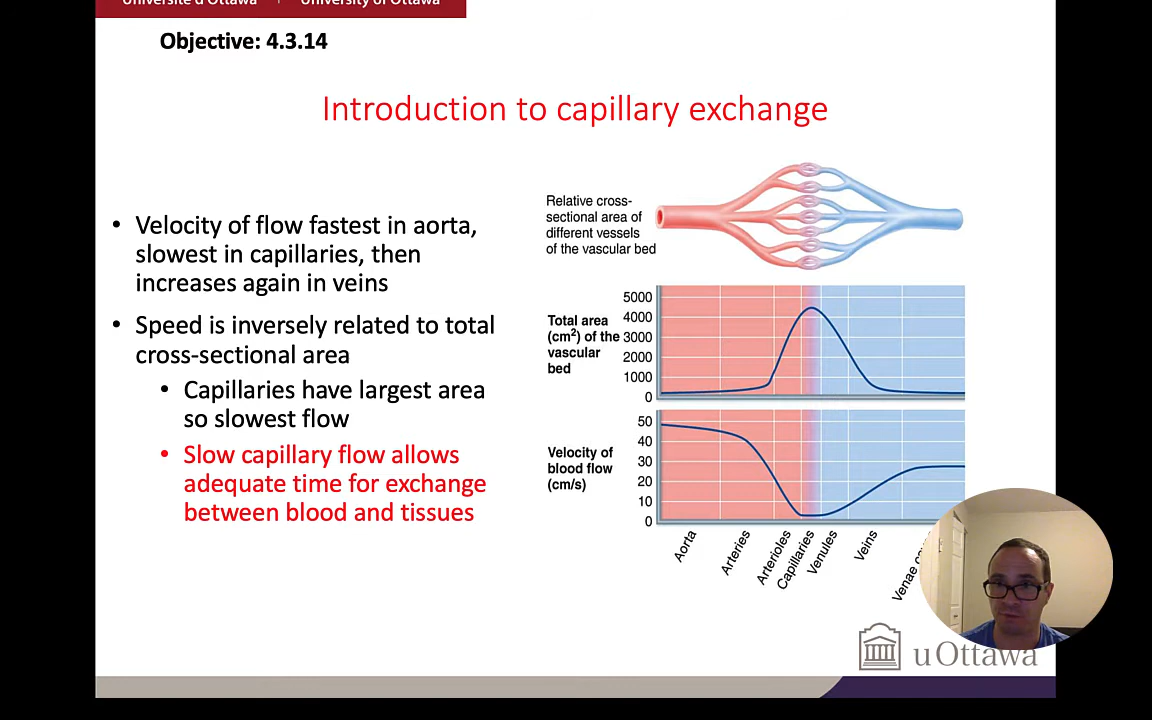 Université d'Ottawa | University of Ottawa
Objective: 4.3.14
Introduction to capillary exchange
• Velocity of flow fastest in aorta,
slowest in capillaries, then
increases again in veins
• Speed is inversely related to total
cross-sectional area
• Capillaries have largest area
so slowest flow
• Slow capillary flow allows
adequate time for exchange
between blood and tissues
Relative cross-
sectional area of
different vessels
of the vascular bed
Total area
(cm²) of the
vascular
bed
5000
4000
3000
2000
1000
0
Velocity of
blood flow
(cm/s)
50
40
30
20
10
0
Aorta
Arteries
Arterioles
Capillaries
Venules
Veins
Venae
uOttawa